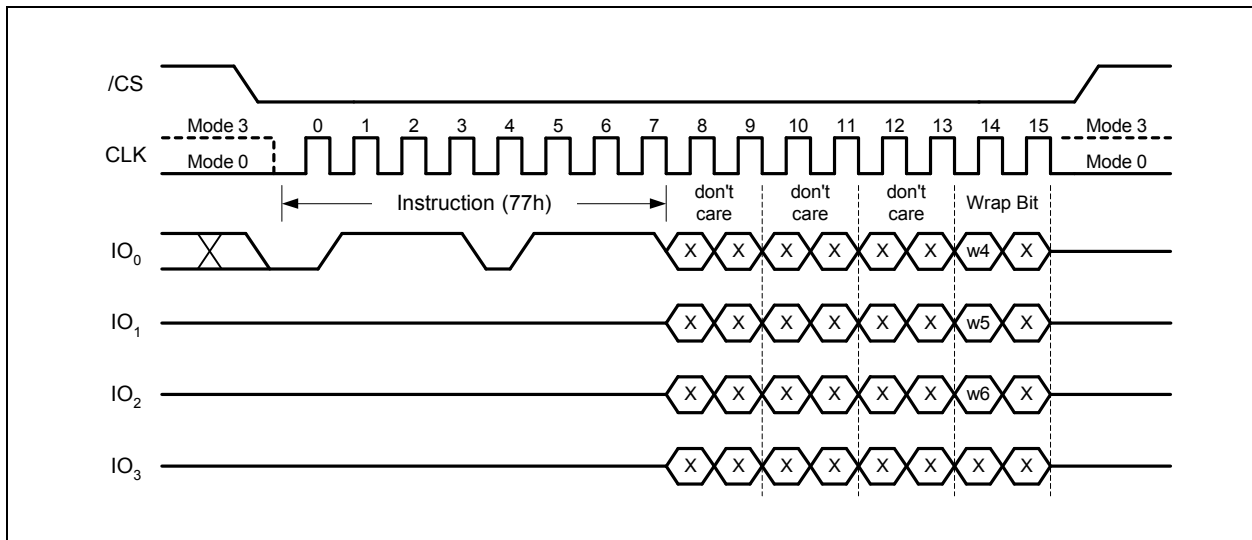 /CS
Mode 3 0 1 2 3 4 5 6 7 8 9 10 11 12 13 14 15 Mode 3
CLK
Mode 0 Mode 0
Instruction (77h) don't care don't care don't care Wrap Bit
IO0 X X X X X X w4 X
IO1 X X X X X X w5 X
IO2 X X X X X X w6 X
IO3 X X X X X X X X